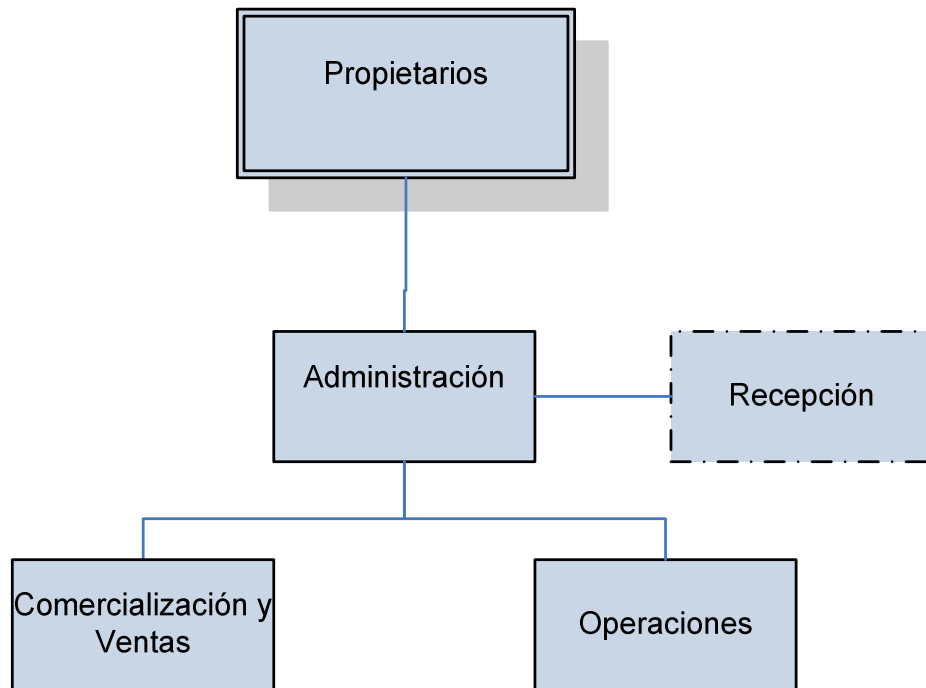 Propietarios
Administración
Recepción
Comercialización y
Ventas
Operaciones